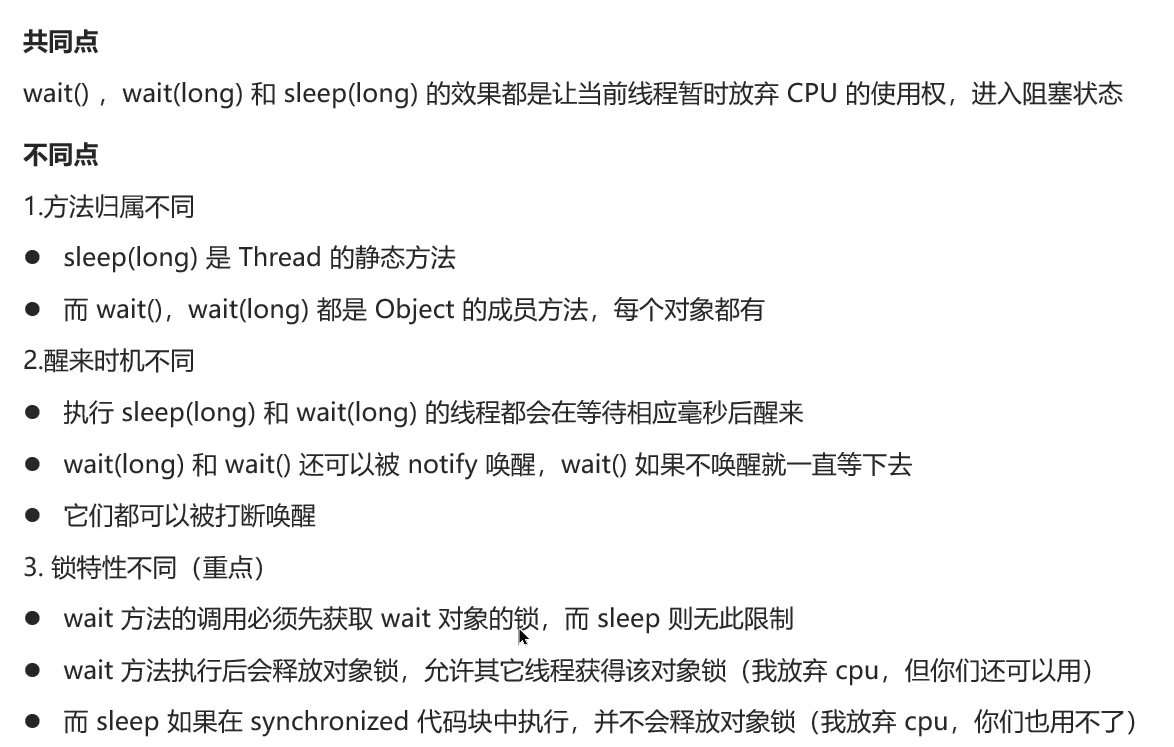 共同点
wait() ，wait(long) 和 sleep(long) 的效果都是让当前线程暂时放弃 CPU 的使用权，进入阻塞状态
不同点
1.方法归属不同
● sleep(long) 是 Thread 的静态方法
● 而 wait()，wait(long) 都是 Object 的成员方法，每个对象都有
2.醒来时机不同
● 执行 sleep(long) 和 wait(long) 的线程都会在等待相应毫秒后醒来
● wait(long) 和 wait() 还可以被 notify 唤醒，wait() 如果不唤醒就一直等下去
● 它们都可以被打断唤醒
3. 锁特性不同（重点）
● wait 方法的调用必须先获取 wait 对象的锁，而 sleep 则无此限制
● wait 方法执行后会释放对象锁，允许其它线程获得该对象锁（我放弃 cpu，但你们还可以用）
● 而 sleep 如果在 synchronized 代码块中执行，并不会释放对象锁（我放弃 cpu，你们也用不了）